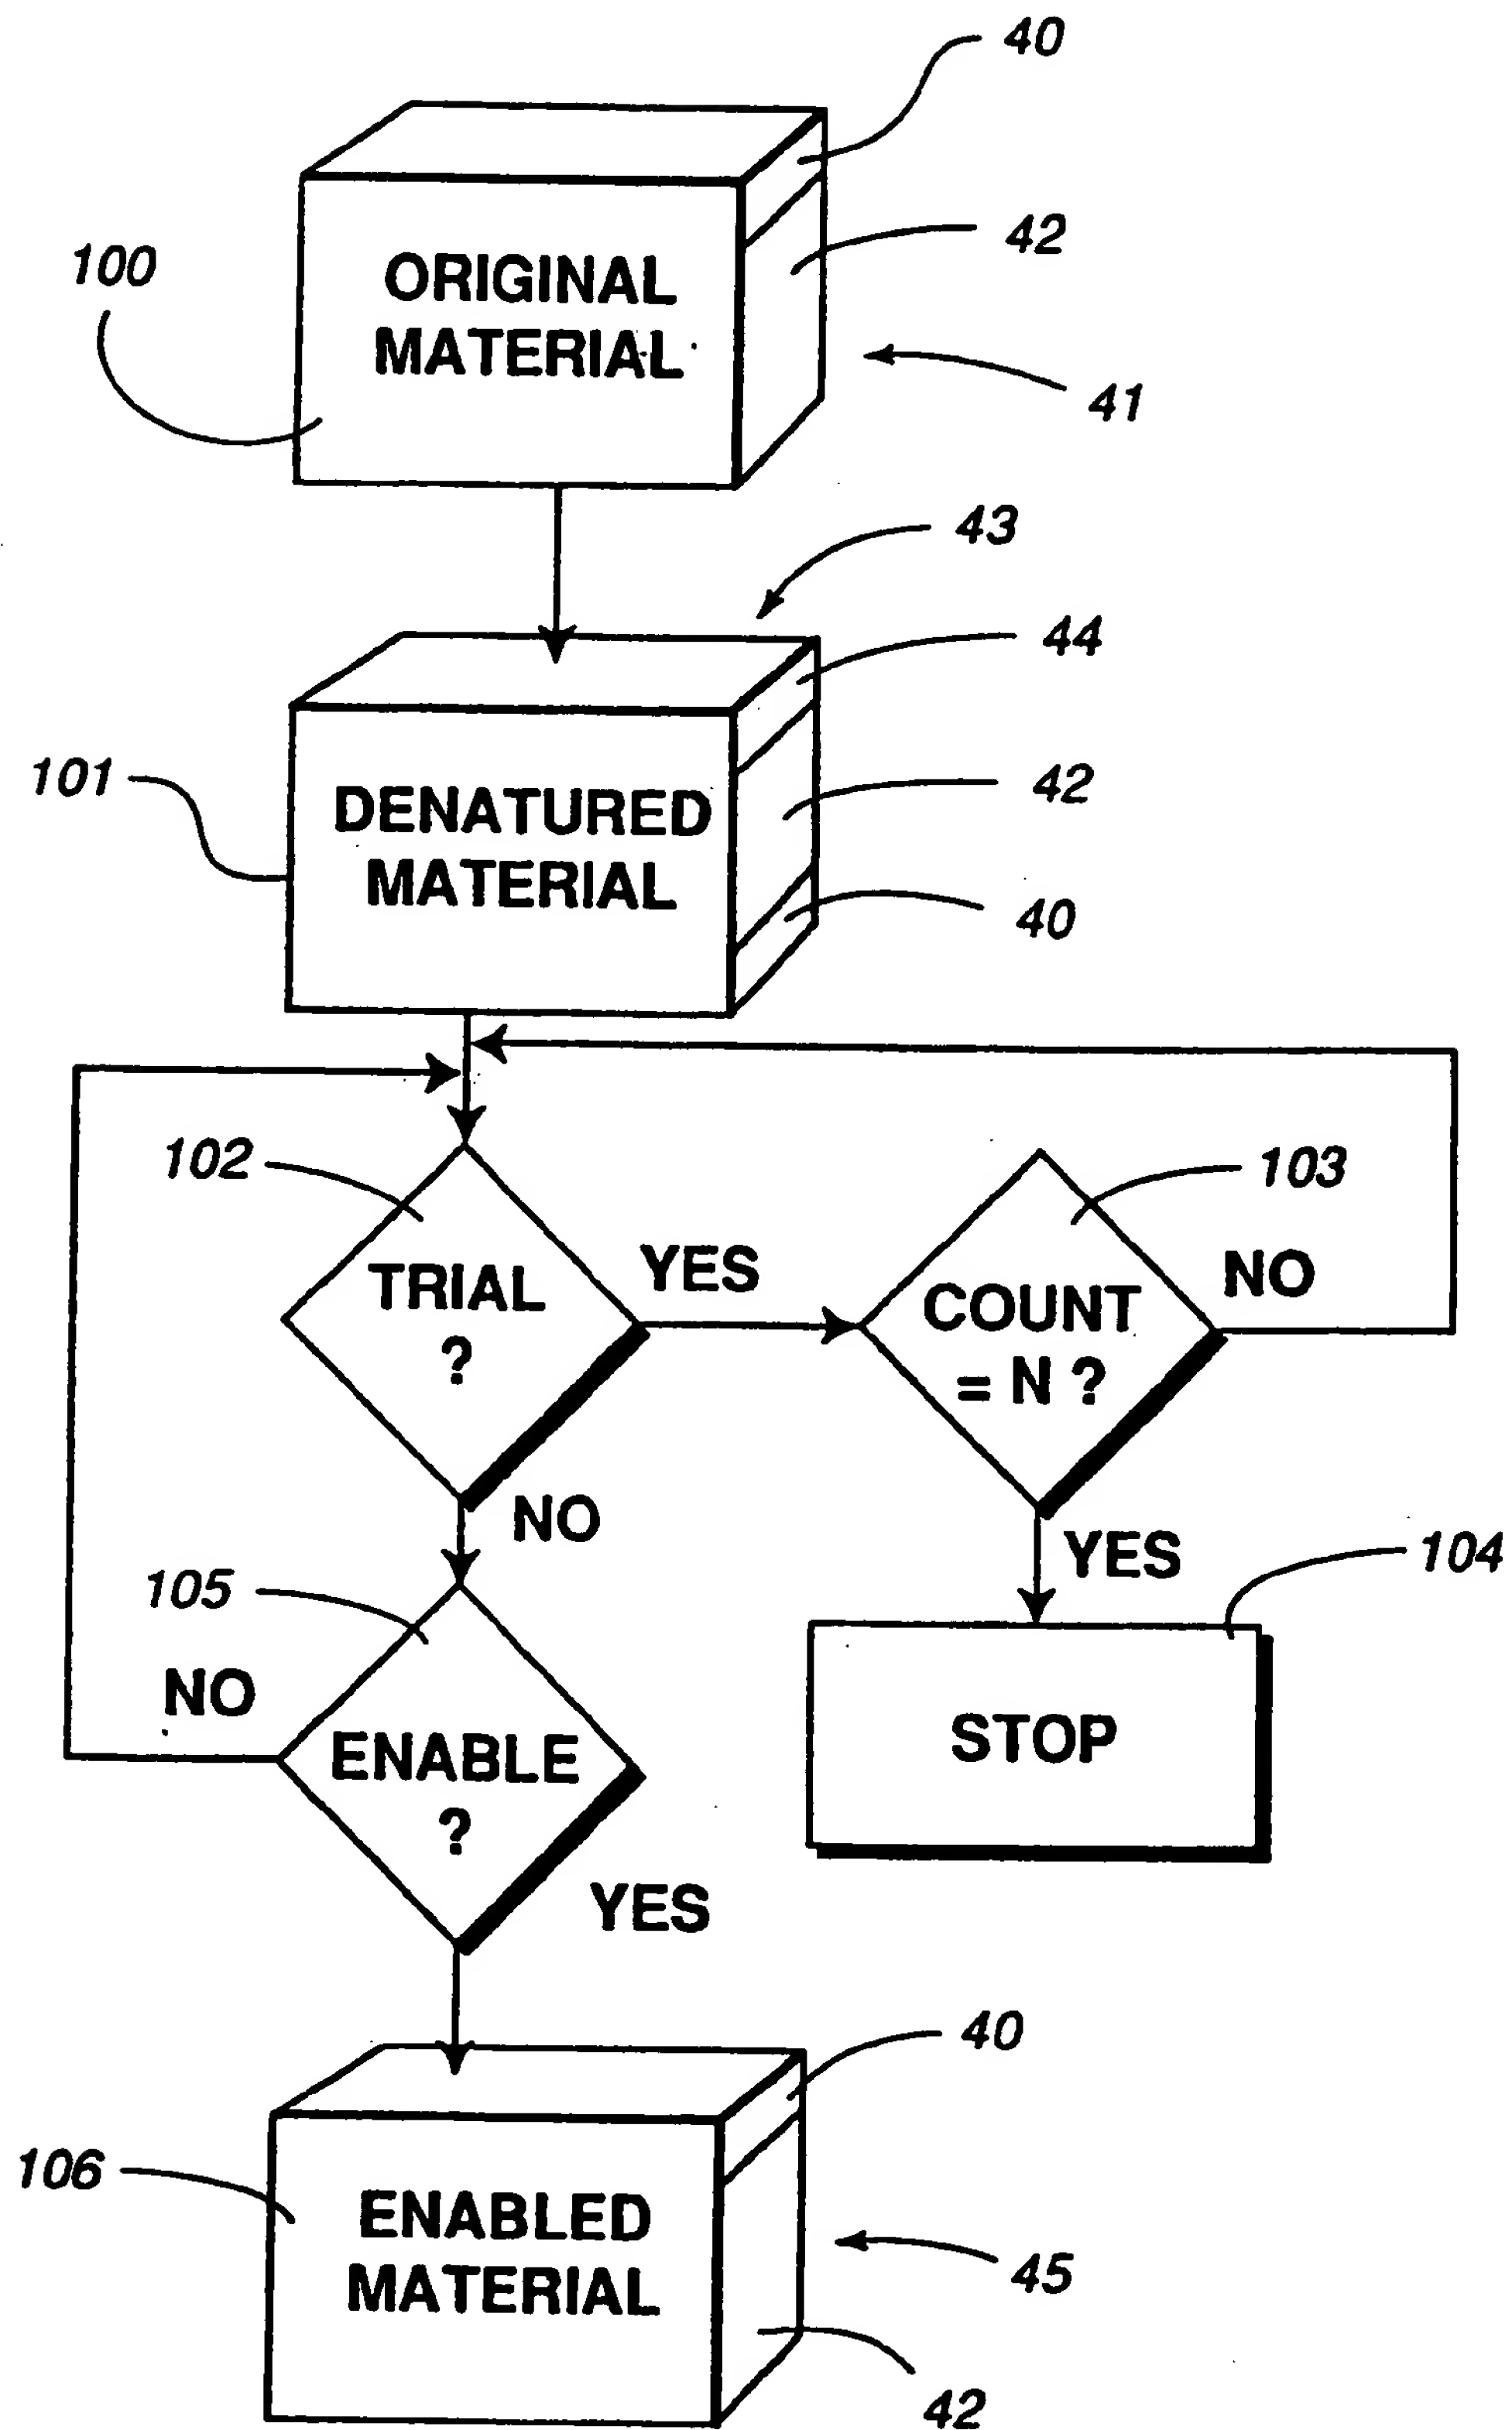 40
42
100
ORIGINAL
MATERIAL
41
43
44
101
DENATURED
MATERIAL
42
40
102
103
TRIAL
?
YES
COUNT
= N ?
NO
NO
YES
104
105
NO
ENABLE
?
STOP
YES
40
106
ENABLED
MATERIAL
45
42